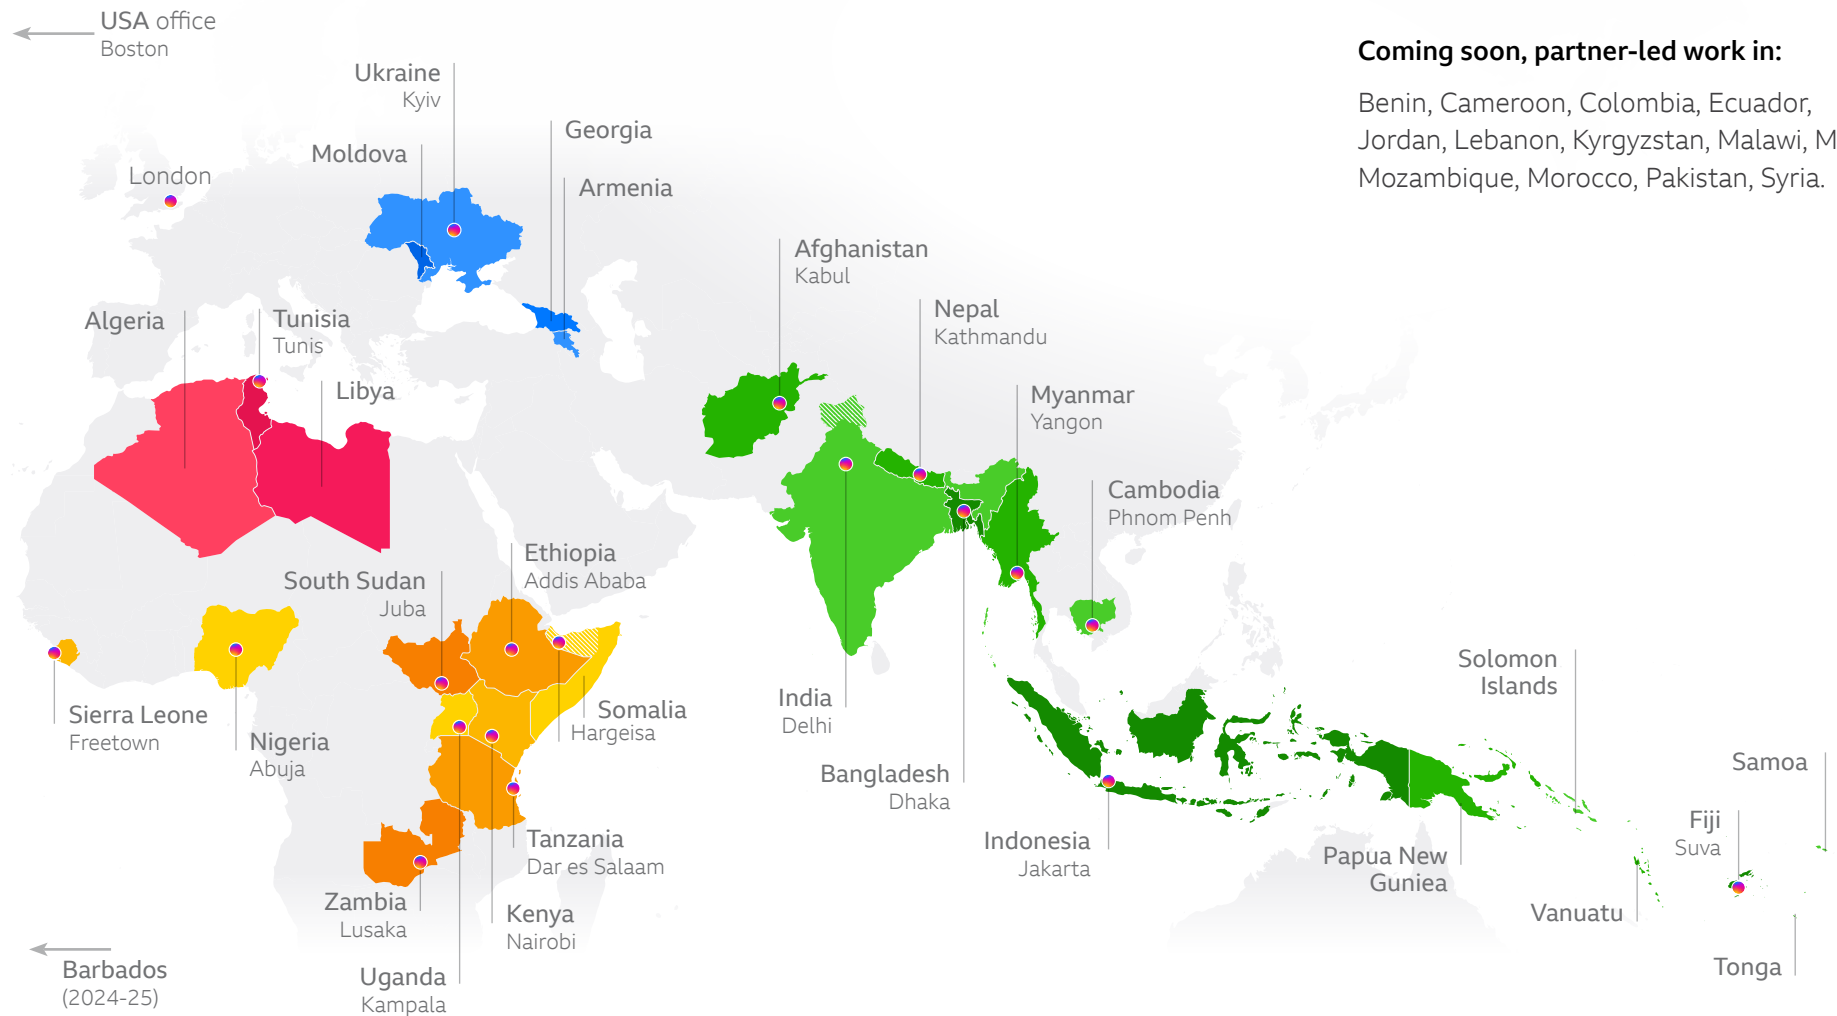 USA office
Boston
Coming soon, partner-led work in:
Benin, Cameroon, Colombia, Ecuador,
Jordan, Lebanon, Kyrgyzstan, Malawi, M
Mozambique, Morocco, Pakistan, Syria.
Ukraine
Kyiv
Georgia
Moldova
Armenia
London
Afghanistan
Kabul
Algeria
Tunisia
Tunis
Nepal
Kathmandu
Libya
Myanmar
Yangon
Cambodia
Phnom Penh
Ethiopia
Addis Ababa
South Sudan
Juba
Solomon
Islands
India
Delhi
Somalia
Hargeisa
Sierra Leone
Freetown
Nigeria
Abuja
Bangladesh
Dhaka
Samoa
Fiji
Suva
Indonesia
Jakarta
Tanzania
Dar es Salaam
Papua New
Guniea
Zambia
Lusaka
Kenya
Nairobi
Vanuatu
Barbados
(2024-25)
Uganda
Kampala
Tonga